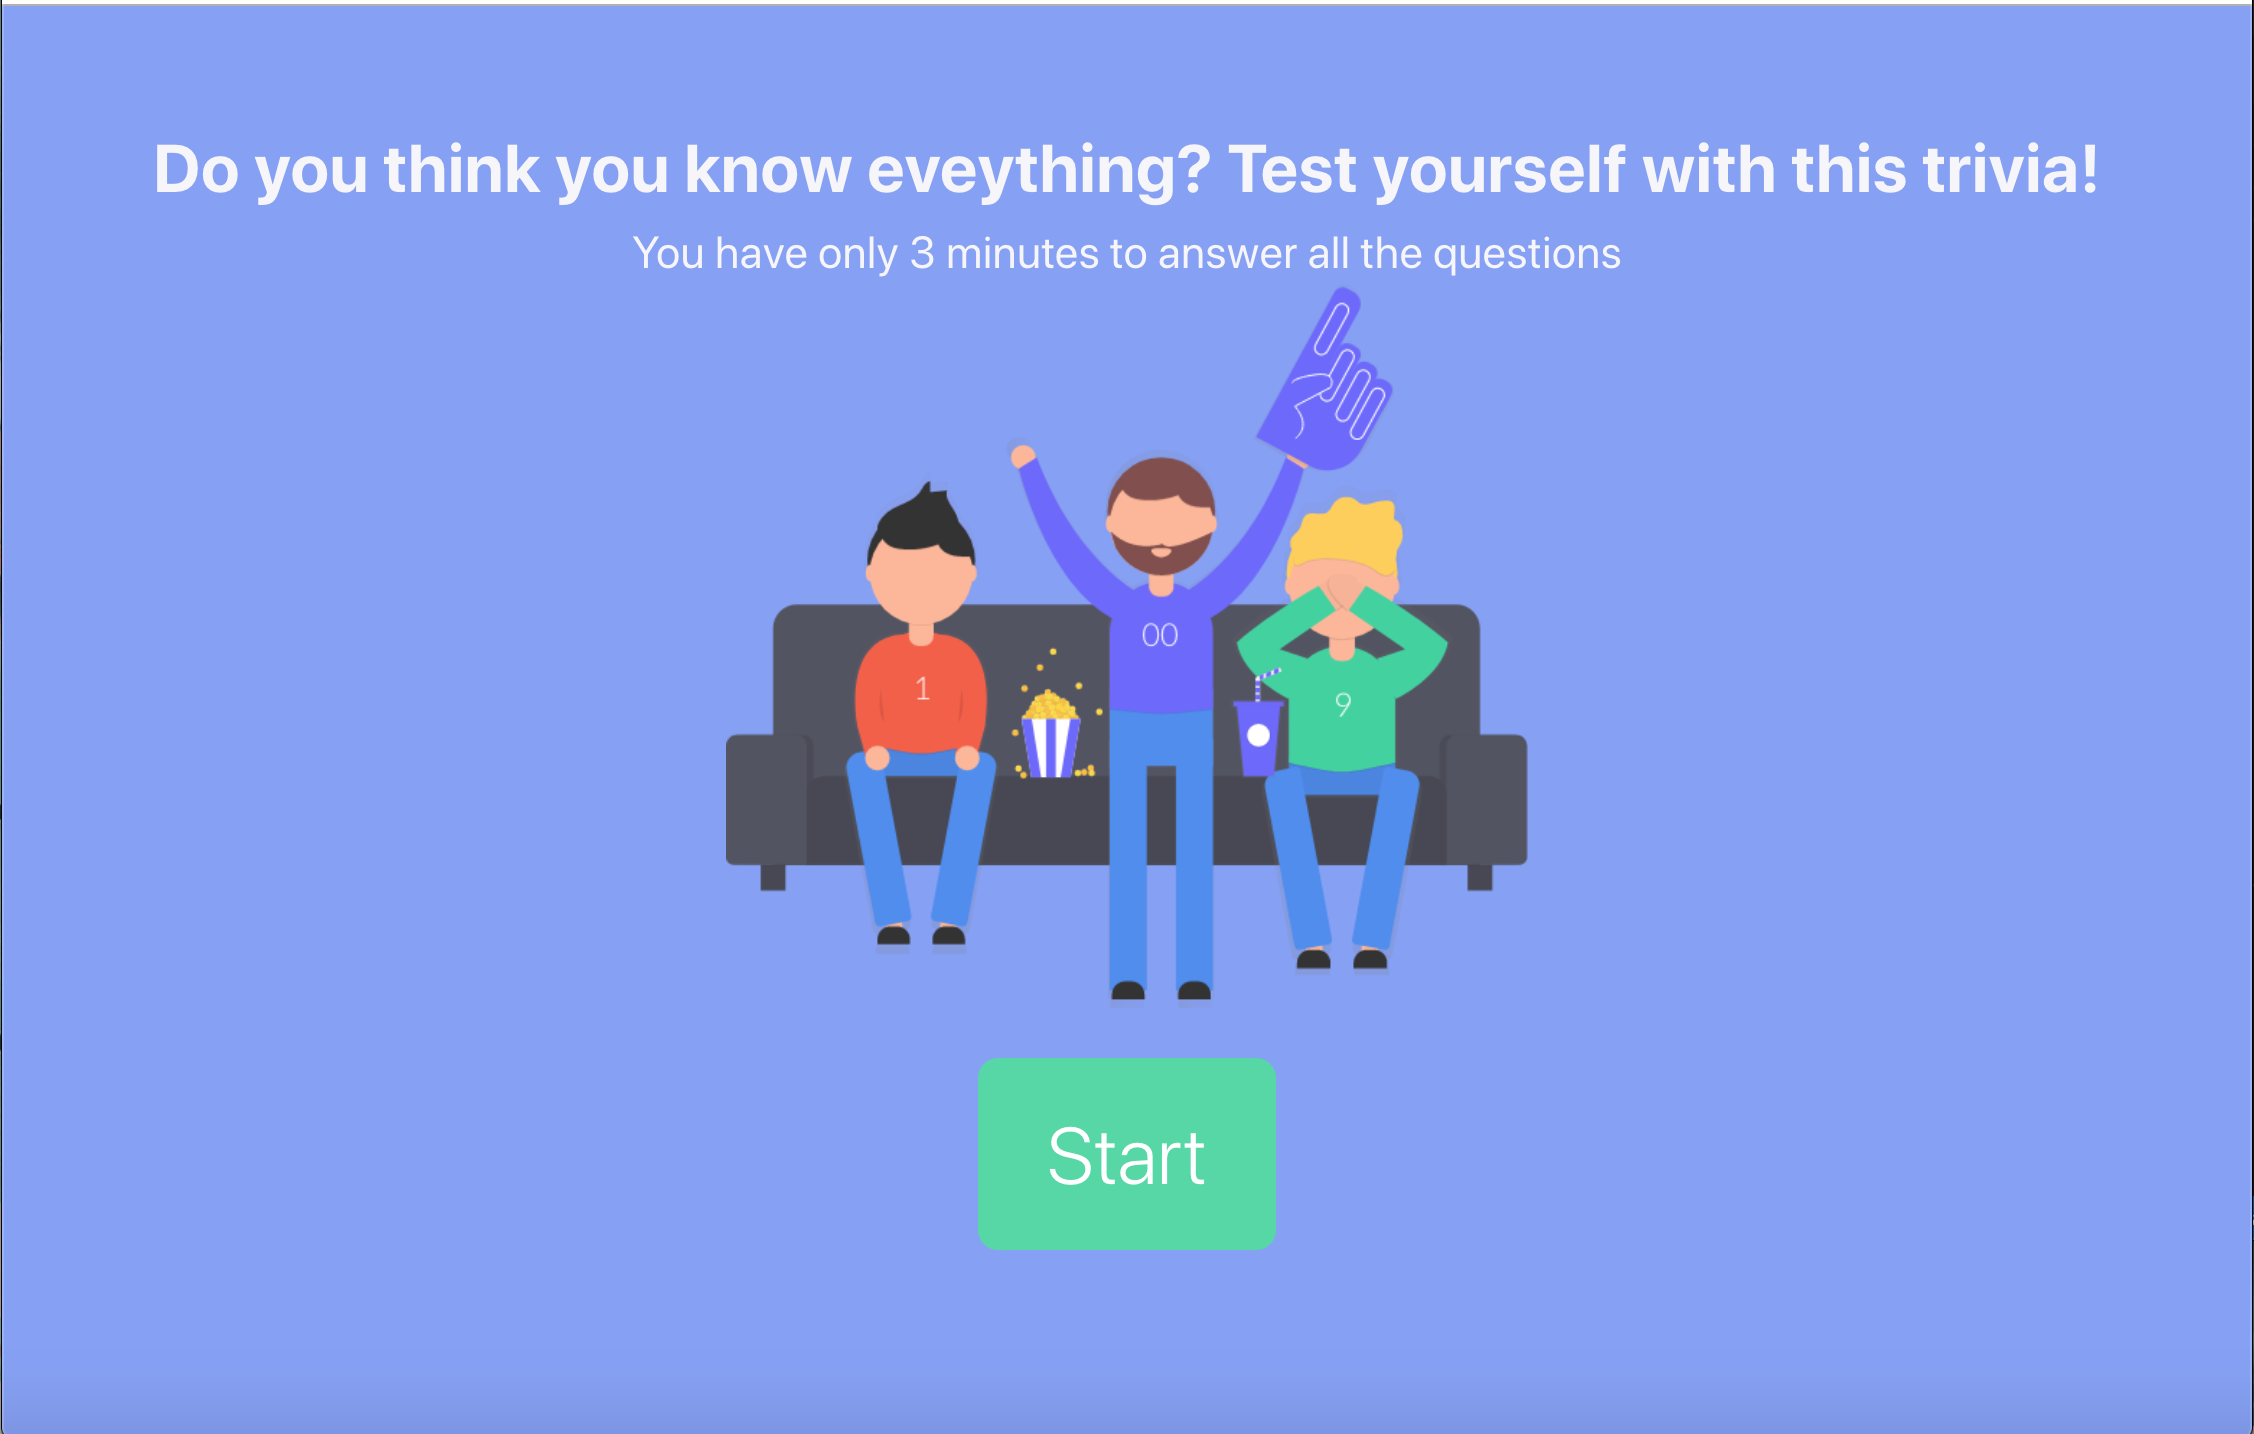 Do you think you know eveything? Test yourself with this trivia!
You have only 3 minutes to answer all the questions
00
1
9
Start